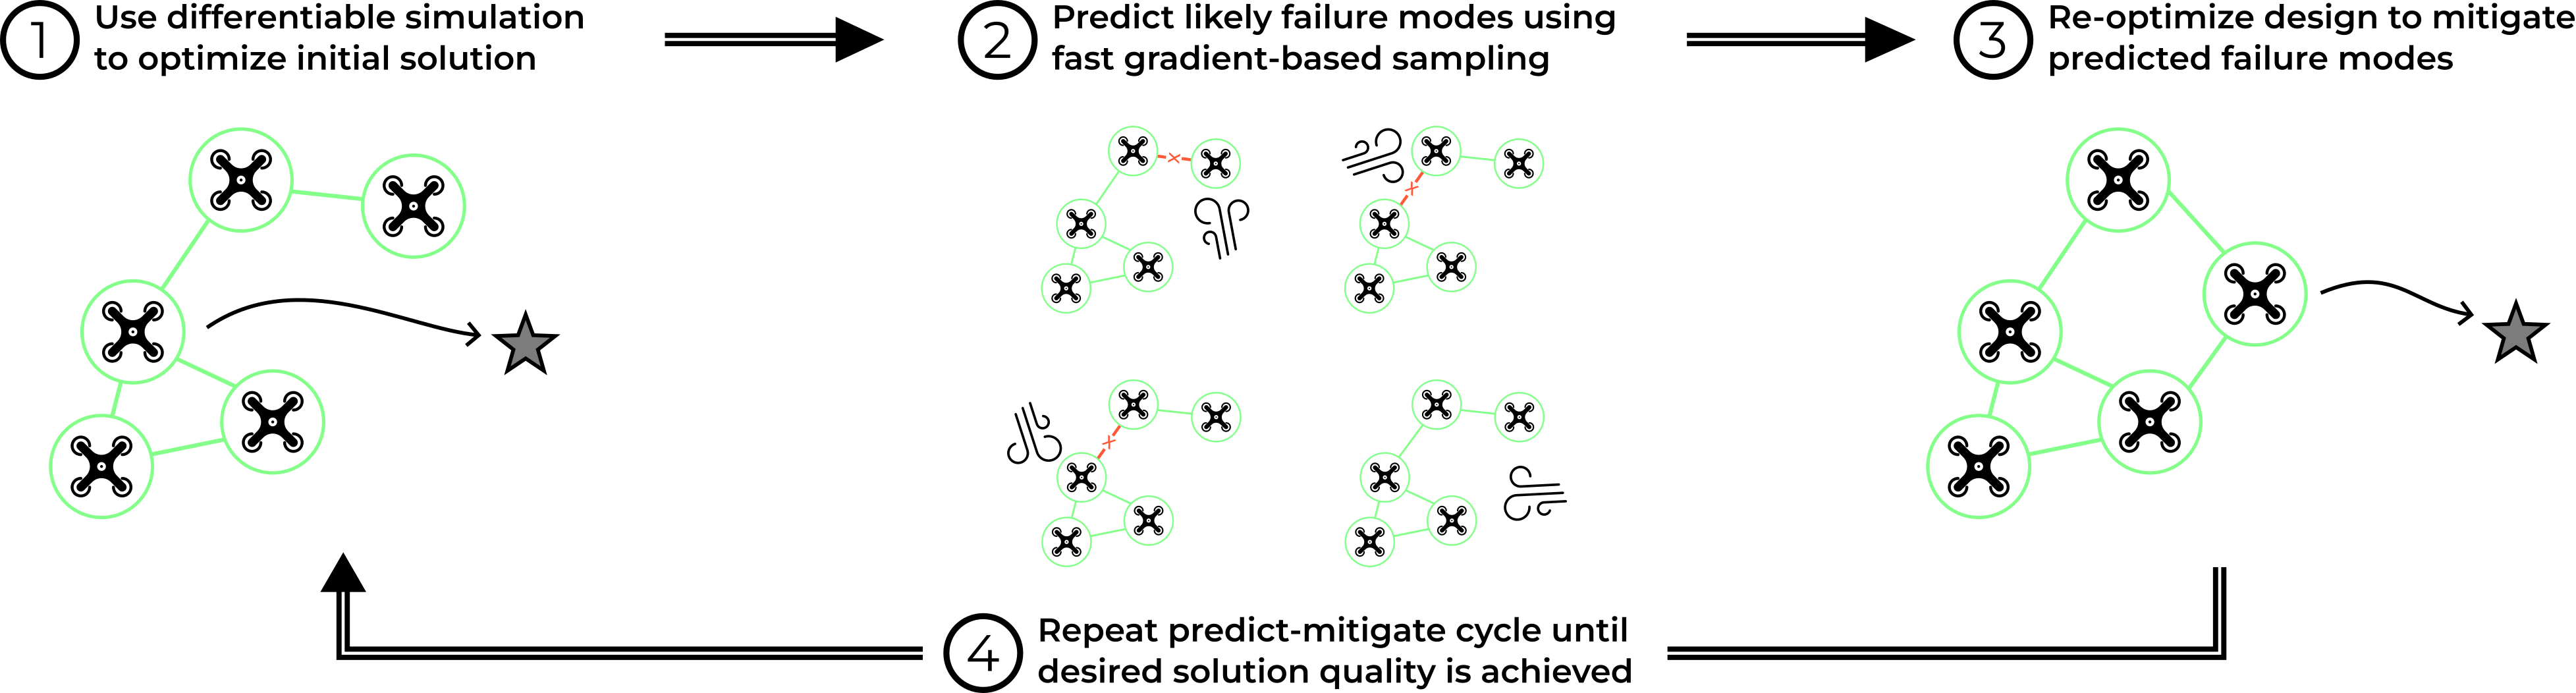 1
Use differentiable simulation
to optimize initial solution
2
Predict likely failure modes using
fast gradient-based sampling
3
Re-optimize design to mitigate
predicted failure modes
4
Repeat predict-mitigate cycle until
desired solution quality is achieved